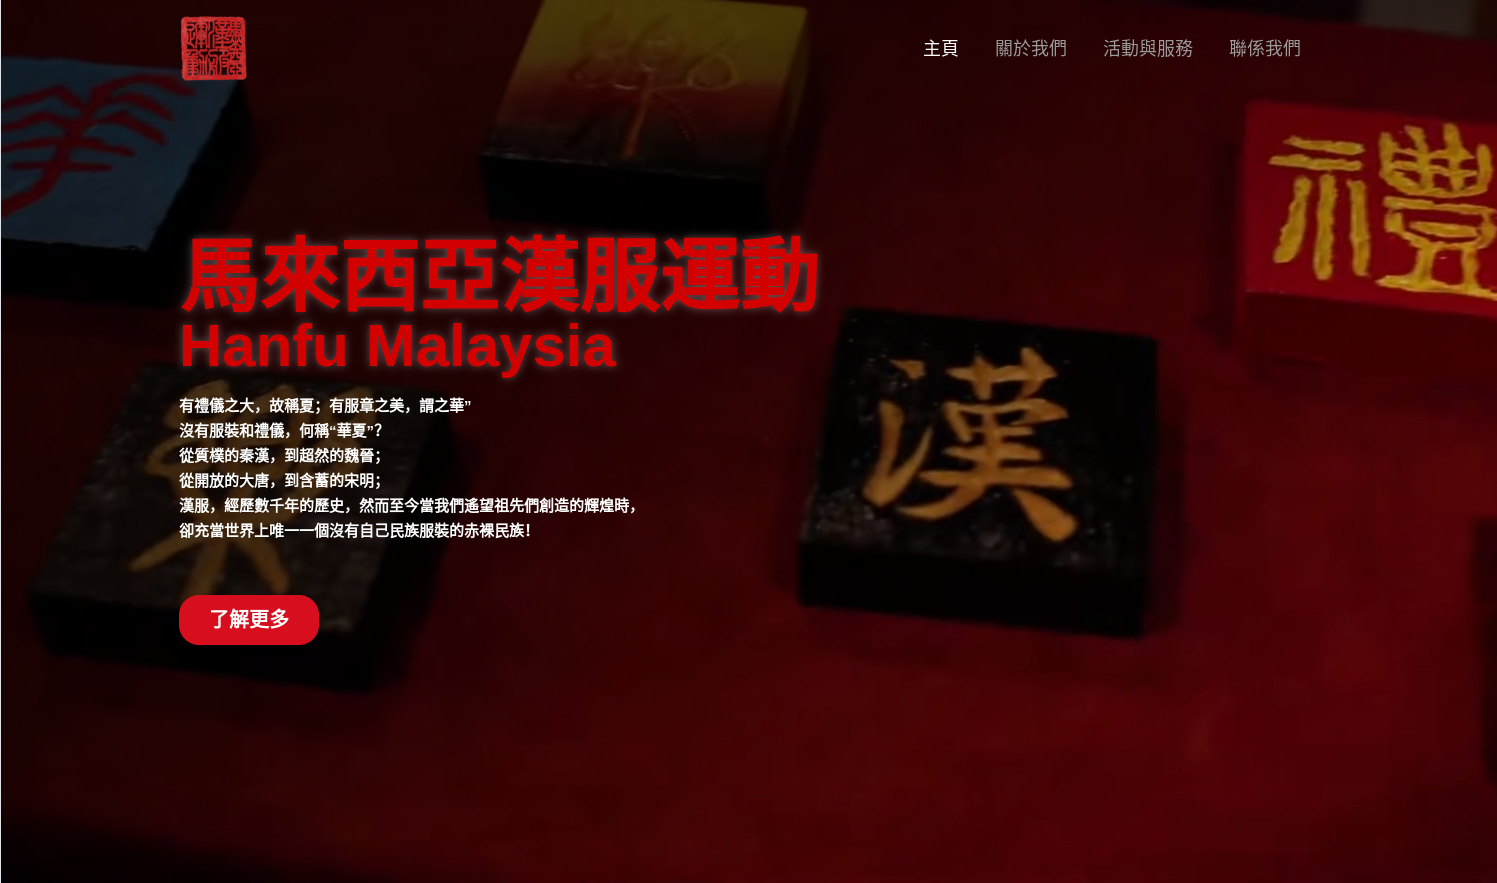 主頁 關於我們 活動與服務 聯係我們
禮
馬來西亞漢服運動
Hanfu Malaysia
漢
有禮儀之大，故稱夏；有服章之美，謂之華”
沒有服裝和禮儀，何稱“華夏”？
從質樸的秦漢，到超然的魏晉；
從開放的大唐，到含蓄的宋明；
漢服，經歷數千年的歷史，然而至今當我們遙望祖先們創造的輝煌時，
卻充當世界上唯一一個沒有自己民族服裝的赤裸民族！
了解更多